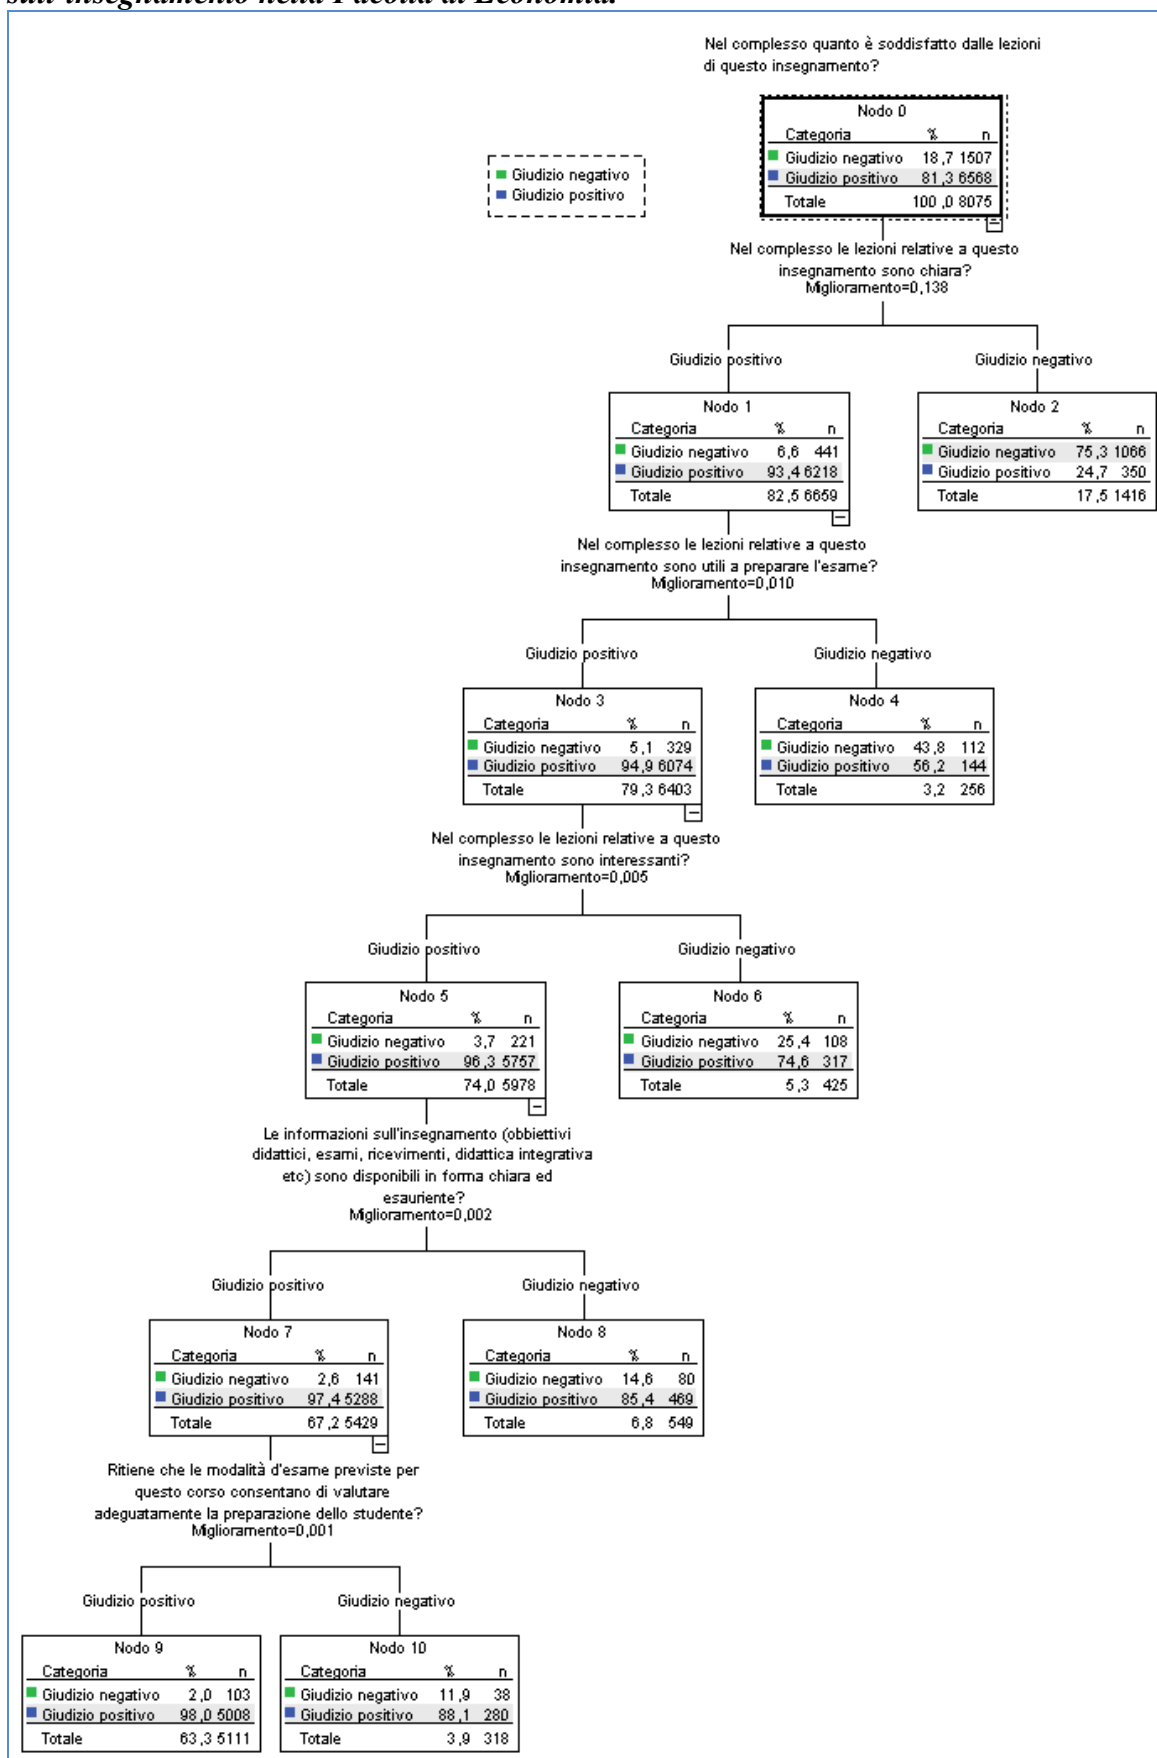 sull'insegnamento nella Facoltà di Economia.
Nel complesso quanto è soddisfatto dalle lezioni
di questo insegnamento?
Giudizio negativo
Giudizio positivo
Nodo 0
Categoria % n
Giudizio negativo 18,7 1507
Giudizio positivo 81,3 6568
Totale 100,0 8075
Nel complesso le lezioni relative a questo
insegnamento sono chiara?
Miglioramento=0,138
Giudizio positivo
Giudizio negativo
Nodo 1
Categoria % n
Giudizio negativo 6,6 441
Giudizio positivo 93,4 6218
Totale 82,5 6659
Nodo 2
Categoria % n
Giudizio negativo 75,3 1066
Giudizio positivo 24,7 350
Totale 17,5 1416
Nel complesso le lezioni relative a questo
insegnamento sono utili a preparare l'esame?
Miglioramento=0,010
Giudizio positivo
Giudizio negativo
Nodo 3
Categoria % n
Giudizio negativo 5,1 329
Giudizio positivo 94,9 6074
Totale 79,3 6403
Nodo 4
Categoria % n
Giudizio negativo 43,8 112
Giudizio positivo 56,2 144
Totale 3,2 256
Nel complesso le lezioni relative a questo
insegnamento sono interessanti?
Miglioramento=0,005
Giudizio positivo
Giudizio negativo
Nodo 5
Categoria % n
Giudizio negativo 3,7 221
Giudizio positivo 96,3 5757
Totale 74,0 5978
Nodo 6
Categoria % n
Giudizio negativo 25,4 108
Giudizio positivo 74,6 317
Totale 5,3 425
Le informazioni sull'insegnamento (obbiettivi
didattici, esami, ricevimenti, didattica integrativa
etc) sono disponibili in forma chiara ed
esauriente?
Miglioramento=0,002
Giudizio positivo
Giudizio negativo
Nodo 7
Categoria % n
Giudizio negativo 2,6 141
Giudizio positivo 97,4 5288
Totale 67,2 5429
Nodo 8
Categoria % n
Giudizio negativo 14,6 80
Giudizio positivo 85,4 469
Totale 6,8 549
Ritiene che le modalità d'esame previste per
questo corso consentano di valutare
adeguatamente la preparazione dello studente?
Miglioramento=0,001
Giudizio positivo
Giudizio negativo
Nodo 9
Categoria % n
Giudizio negativo 2,0 103
Giudizio positivo 98,0 5008
Totale 63,3 5111
Nodo 10
Categoria % n
Giudizio negativo 11,9 38
Giudizio positivo 88,1 280
Totale 3,9 318